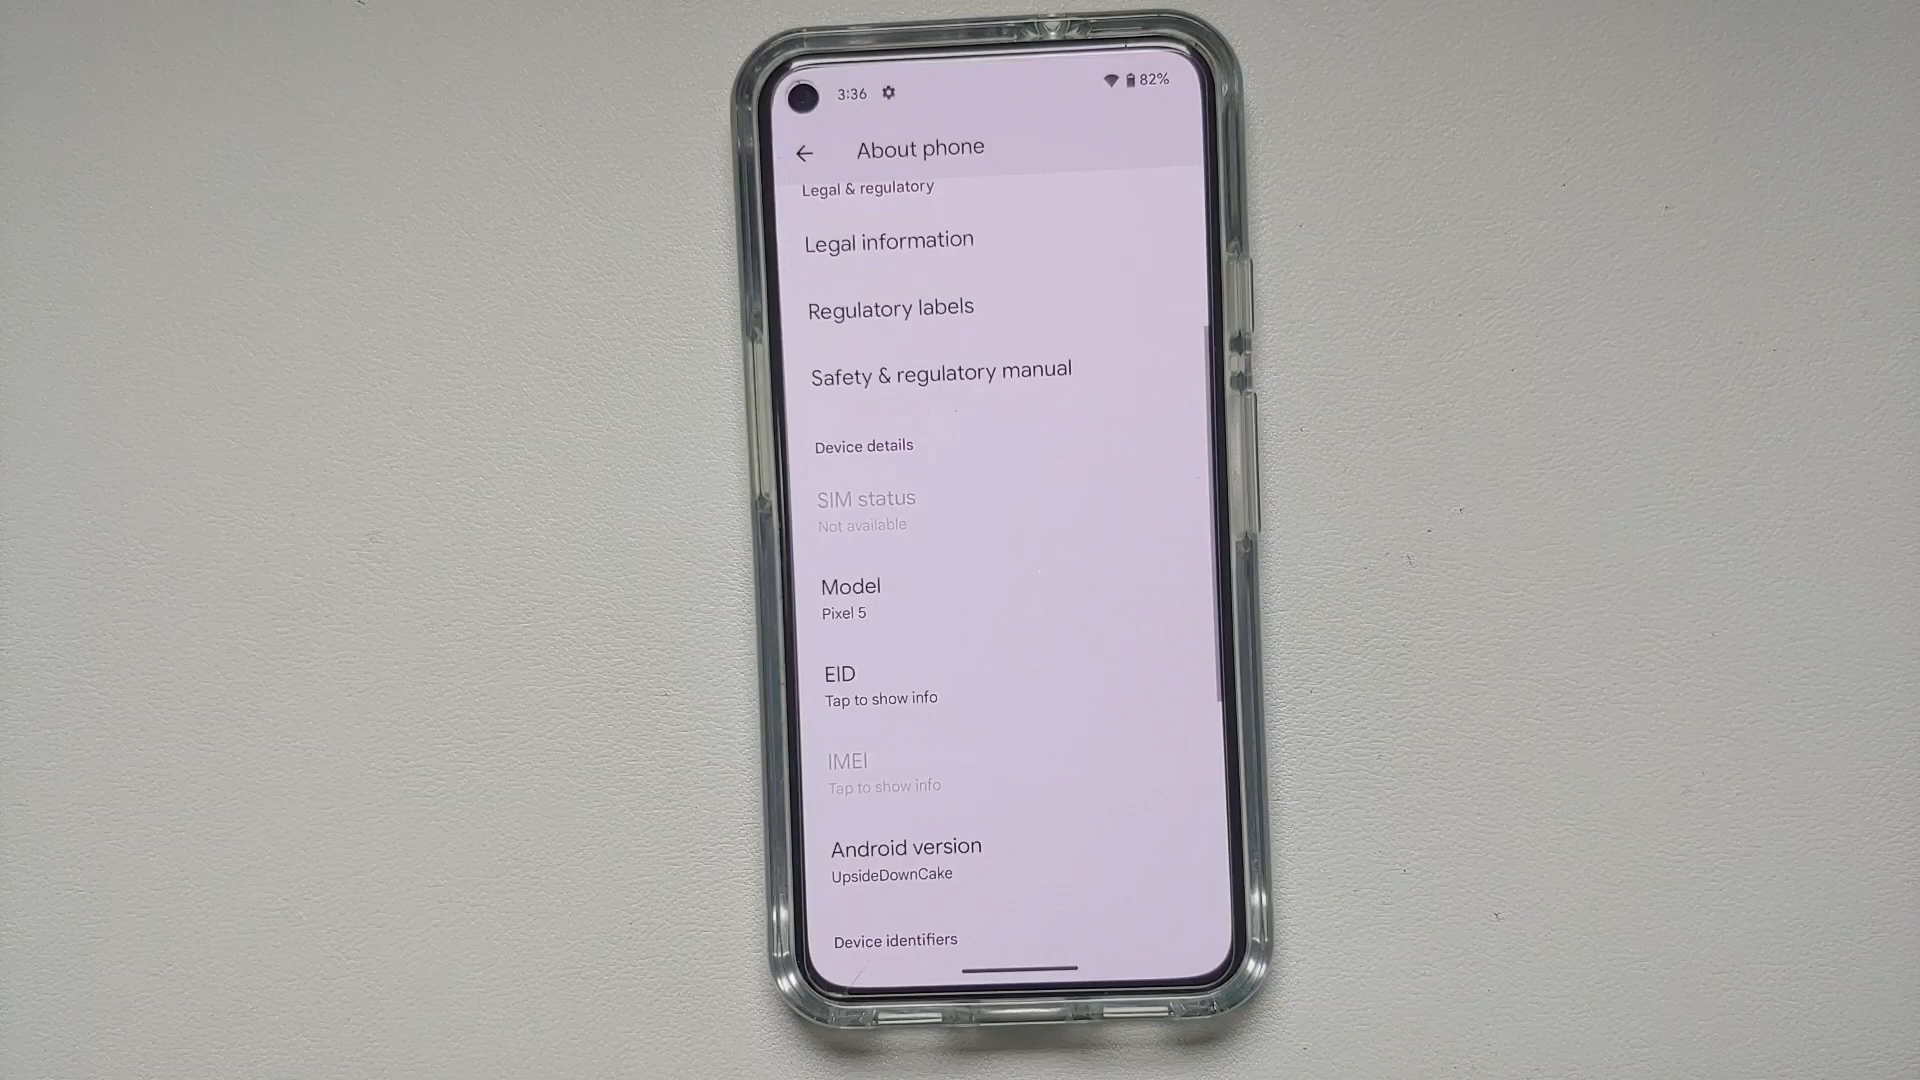 3:36
82%
About phone
Legal & regulatory
Legal information
Regulatory labels
Safety & regulatory manual
Device details
SIM status
Not available
Model
Pixel 5
EID
Tap to show info
IMEI
Tap to show info
Android version
UpsideDownCake
Device identifiers